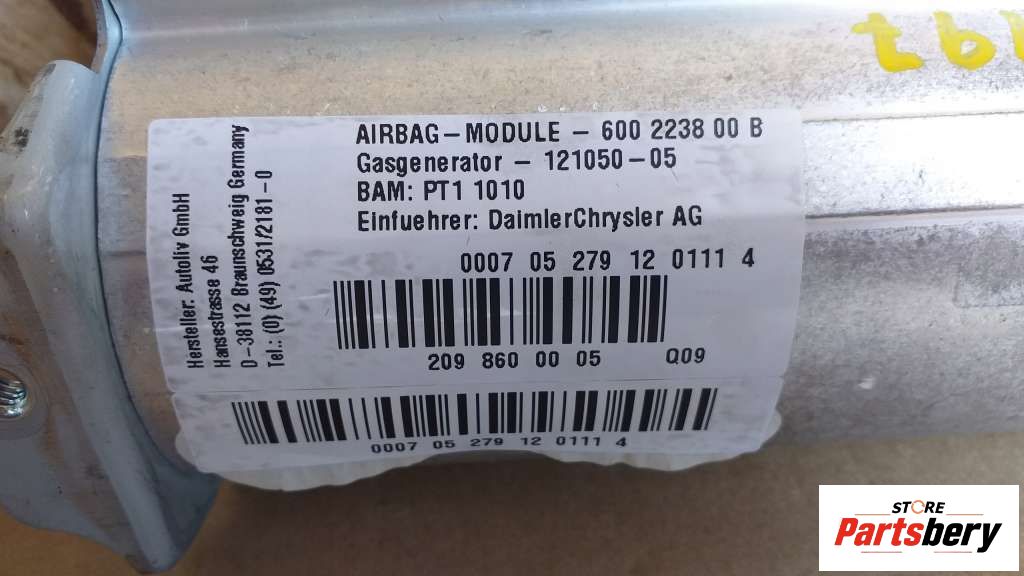 Hersteller: Autoliv GmbH
Hansestrasse 46
D-38112 Braunschweig Germany
Tel.: (0) (49) 0531/2181-0
AIRBAG-MODULE - 600 2238 00 B
Gasgenerator - 121050-05
BAM: PT1 1010
Einfuehrer: DaimlerChrysler AG
0007 05 279 12 0111 4
209 860 00 05 Q09
0007 05 279 12 0111 4
STORE
Partsbery